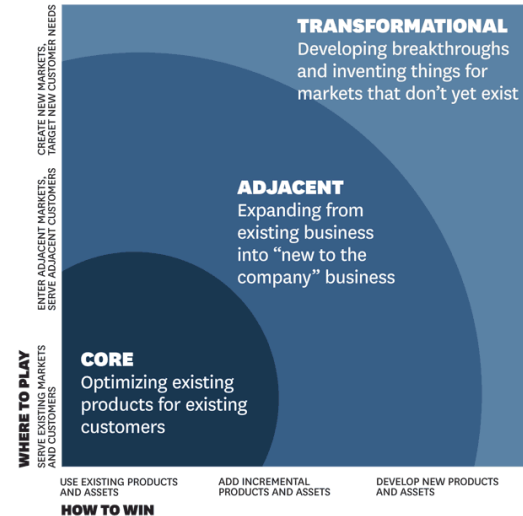 TRANSFORMATIONAL
Developing breakthroughs
and inventing things for
markets that don’t yet exist
ADJACENT
Expanding from
existing business
into “new to the
company” business
CORE
Optimizing existing
products for existing
customers
WHERE TO PLAY
CREATE NEW MARKETS,
TARGET NEW CUSTOMER NEEDS
ENTER ADJACENT MARKETS,
SERVE ADJACENT CUSTOMERS
SERVE EXISTING MARKETS
AND CUSTOMERS
USE EXISTING PRODUCTS
AND ASSETS
ADD INCREMENTAL
PRODUCTS AND ASSETS
DEVELOP NEW PRODUCTS
AND ASSETS
HOW TO WIN